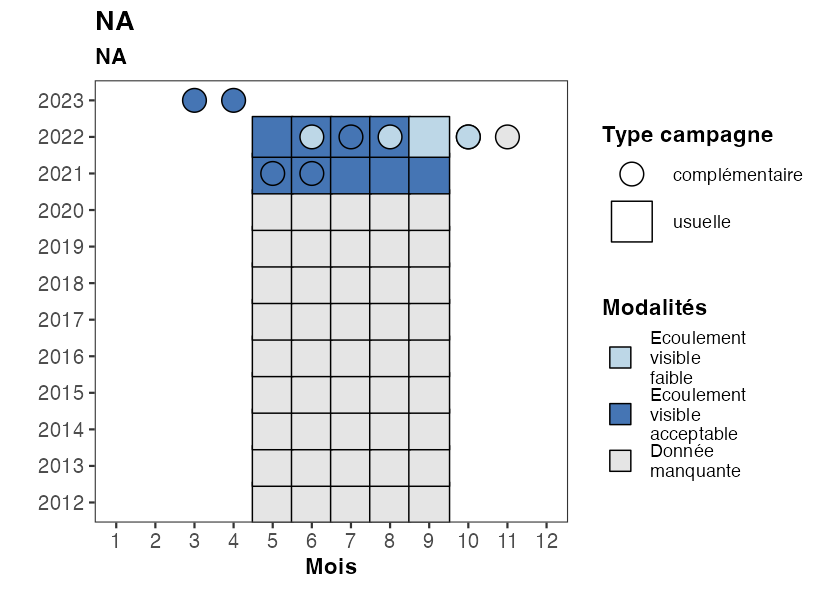 NA
NA
2023
2022
2021
2020
2019
2018
2017
2016
2015
2014
2013
2012
1 2 3 4 5 6 7 8 9 10 11 12
Mois
Type campagne
complémentaire
usuelle
Modalités
Ecoulement
visible
faible
Ecoulement
visible
acceptable
Donnée
manquante